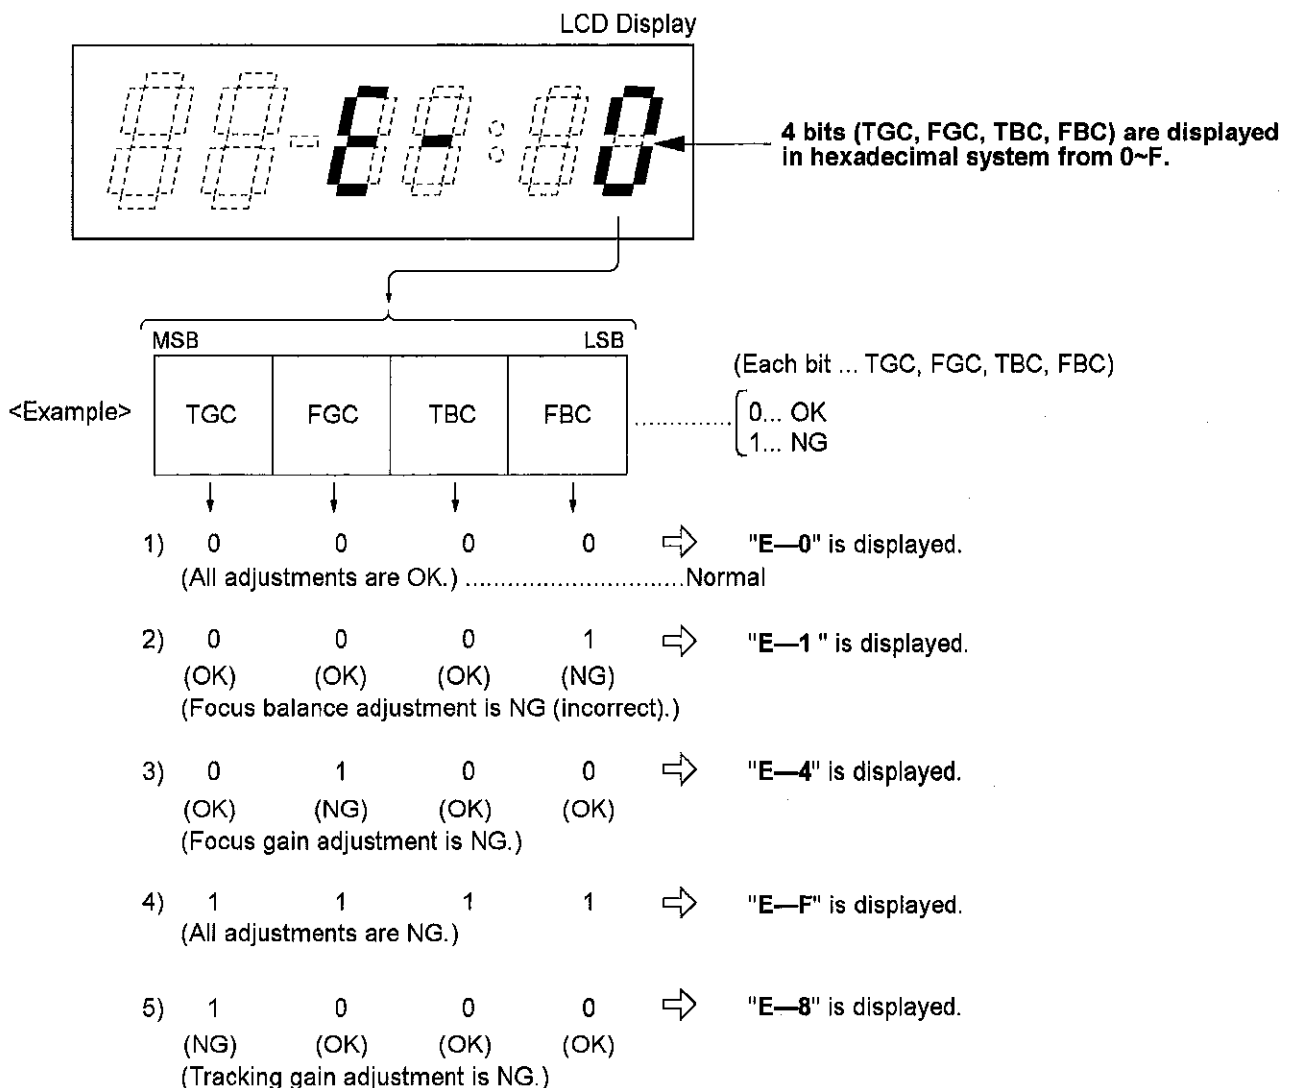 LCD Display
E-:0
4 bits (TGC, FGC, TBC, FBC) are displayed
in hexadecimal system from 0~F.
MSB LSB
(Each bit ... TGC, FGC, TBC, FBC)
<Example> TGC FGC TBC FBC
0... OK
1... NG
1) 0 0 0 0 ⇨ "E—0" is displayed.
(All adjustments are OK.) ..............................Normal
2) 0 0 0 1 ⇨ "E—1 " is displayed.
(OK) (OK) (OK) (NG)
(Focus balance adjustment is NG (incorrect).)
3) 0 1 0 0 ⇨ "E—4" is displayed.
(OK) (NG) (OK) (OK)
(Focus gain adjustment is NG.)
4) 1 1 1 1 ⇨ "E—F" is displayed.
(All adjustments are NG.)
5) 1 0 0 0 ⇨ "E—8" is displayed.
(NG) (OK) (OK) (OK)
(Tracking gain adjustment is NG.)